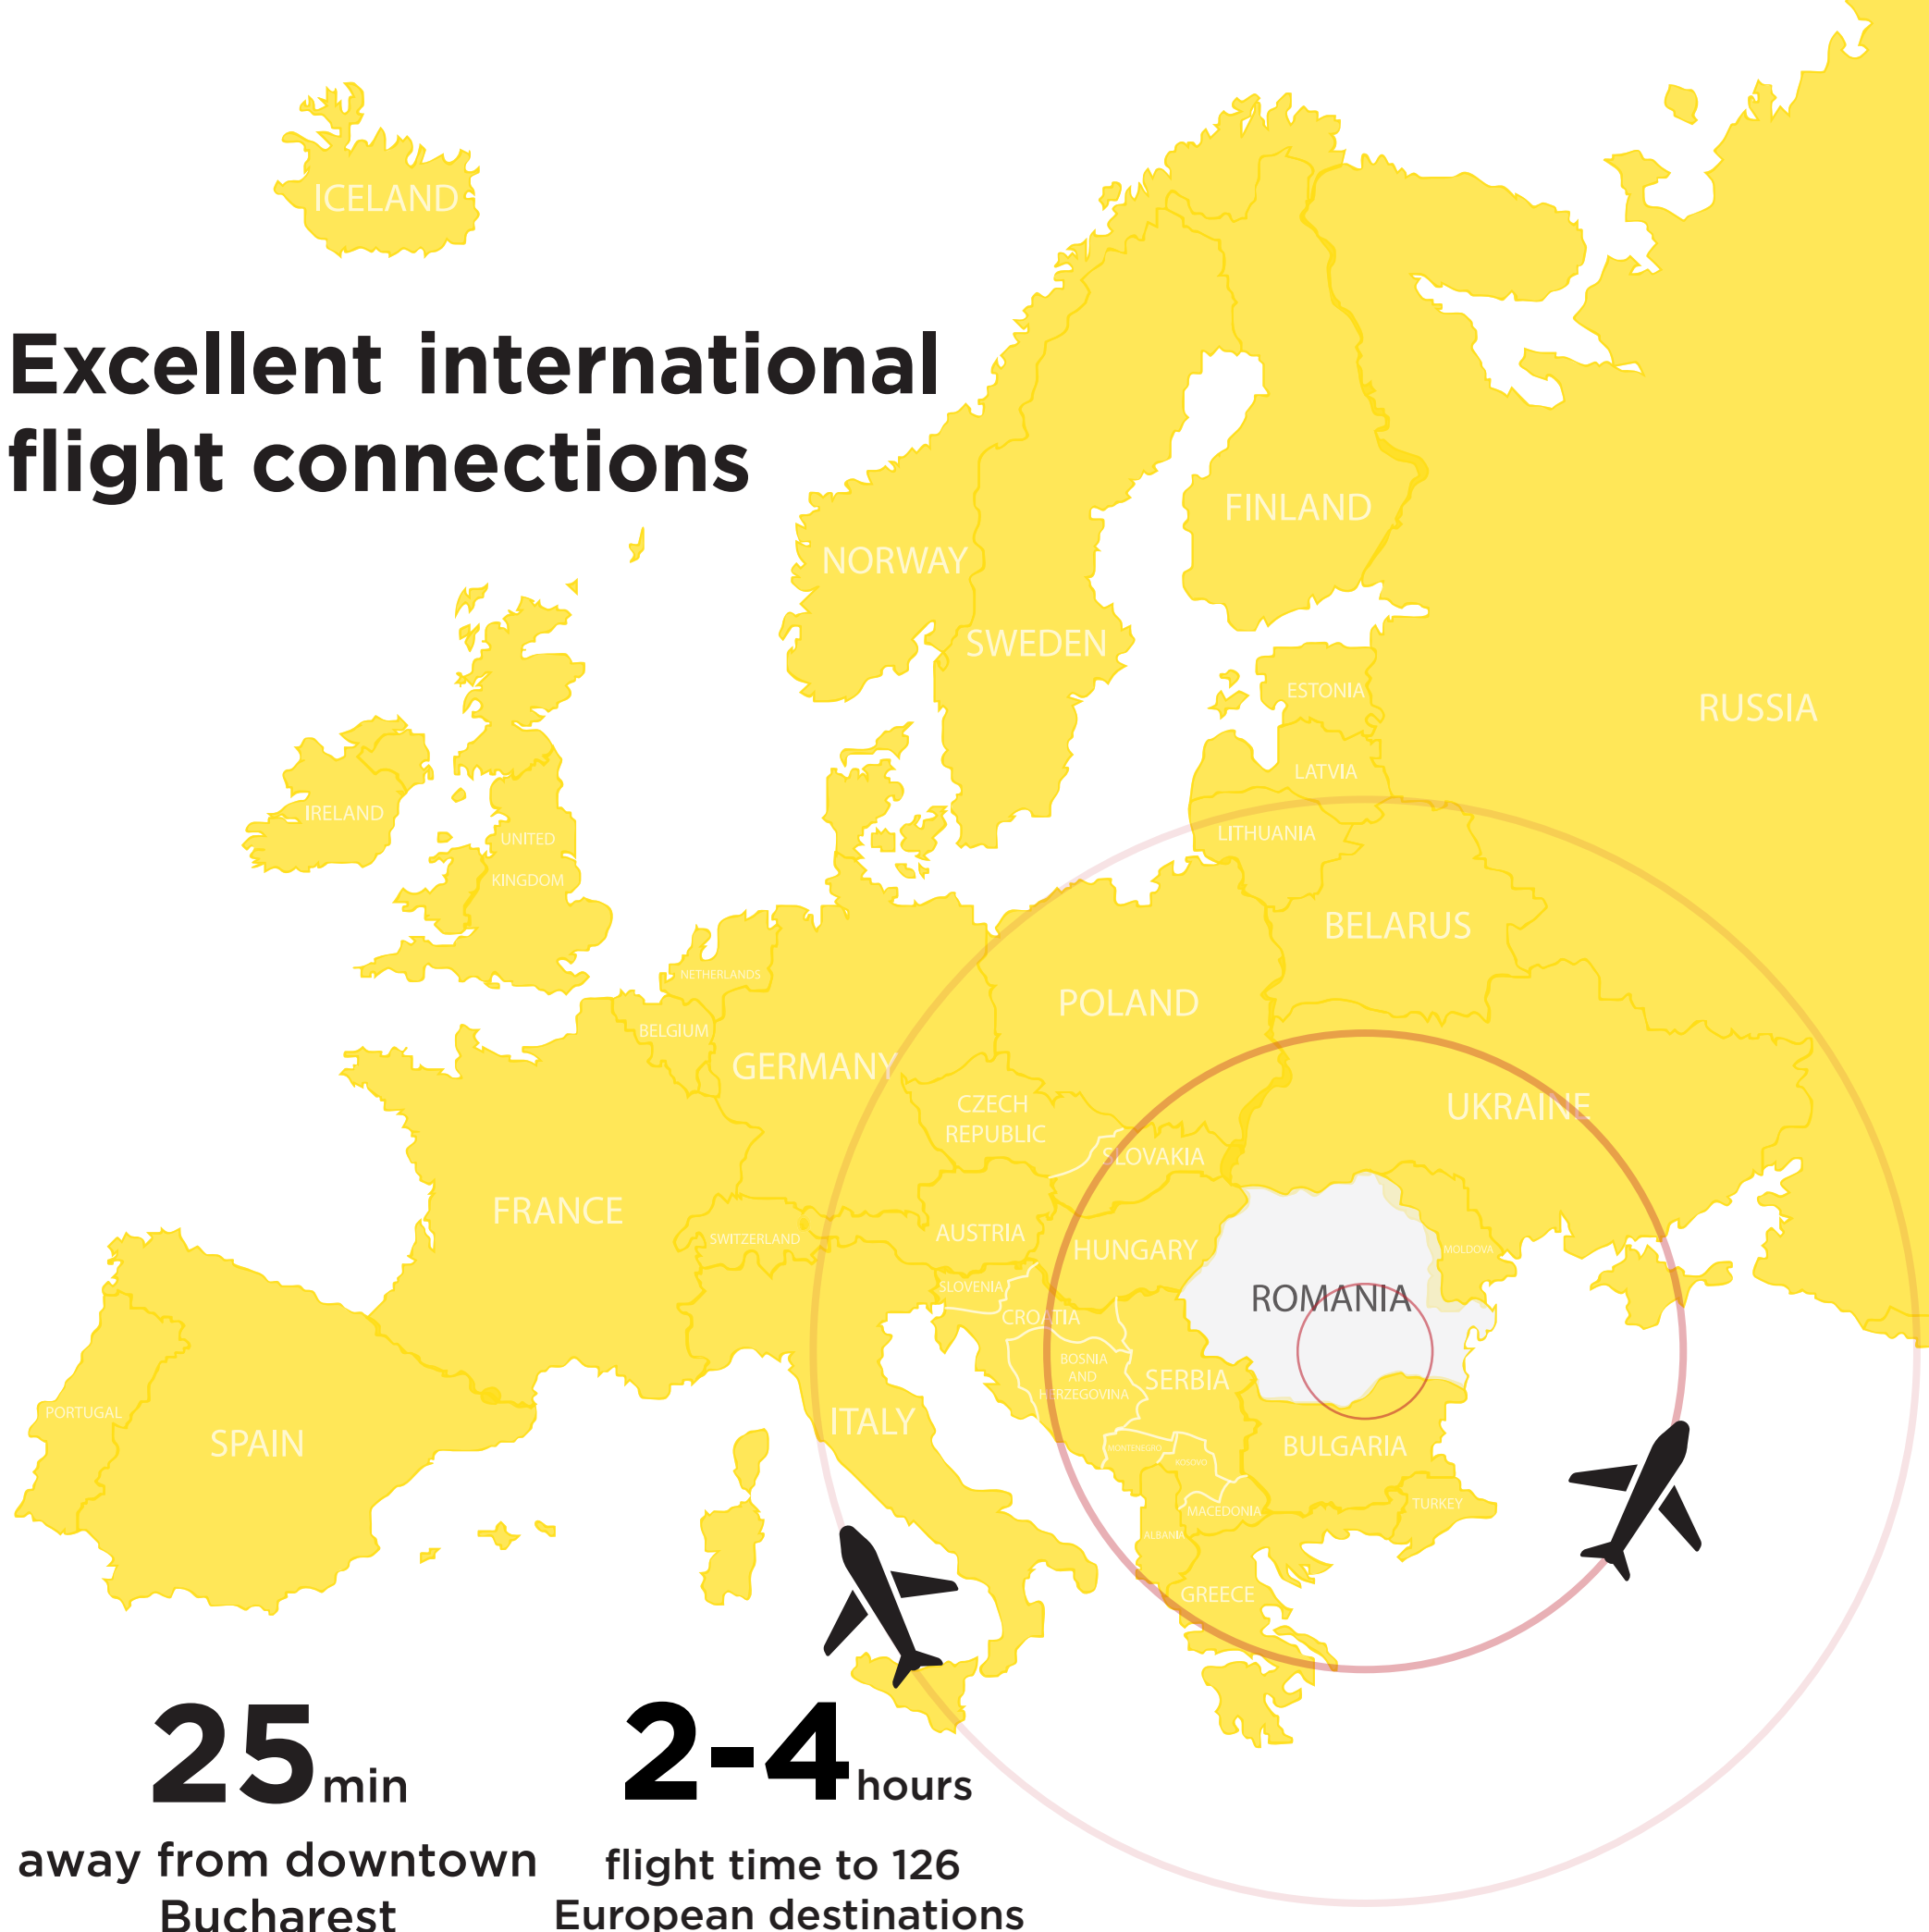 ICELAND
Excellent international
flight connections
FINLAND
NORWAY
SWEDEN
ESTONIA
RUSSIA
LATVIA
IRELAND
LITHUANIA
UNITED
KINGDOM
BELARUS
NETHERLANDS
POLAND
BELGIUM
GERMANY
CZECH
REPUBLIC
UKRAINE
SLOVAKIA
FRANCE
AUSTRIA
SWITZERLAND
HUNGARY
MOLDOVA
SLOVENIA
ROMANIA
CROATIA
BOSNIA
AND
HERZEGOVINA
SERBIA
PORTUGAL
ITALY
SPAIN
BULGARIA
MONTENEGRO
KOSOVO
TURKEY
MACEDONIA
ALBANIA
GREECE
25min
away from downtown
Bucharest
2-4hours
flight time to 126
European destinations